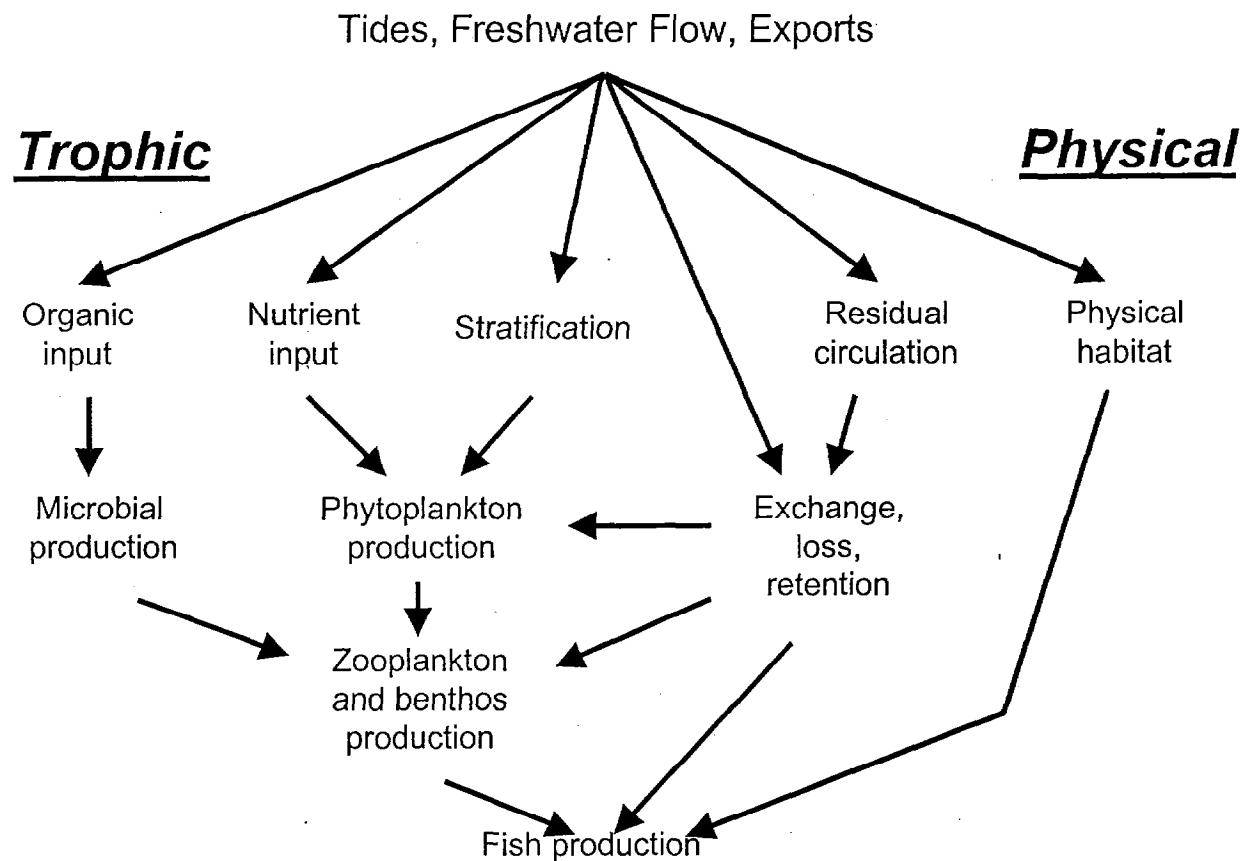 Tides, Freshwater Flow, Exports
Trophic
Physical
Organic
input
Nutrient
input
Stratification
Residual
circulation
Physical
habitat
Microbial
production
Phytoplankton
production
Exchange,
loss,
retention
Zooplankton
and benthos
production
Fish production